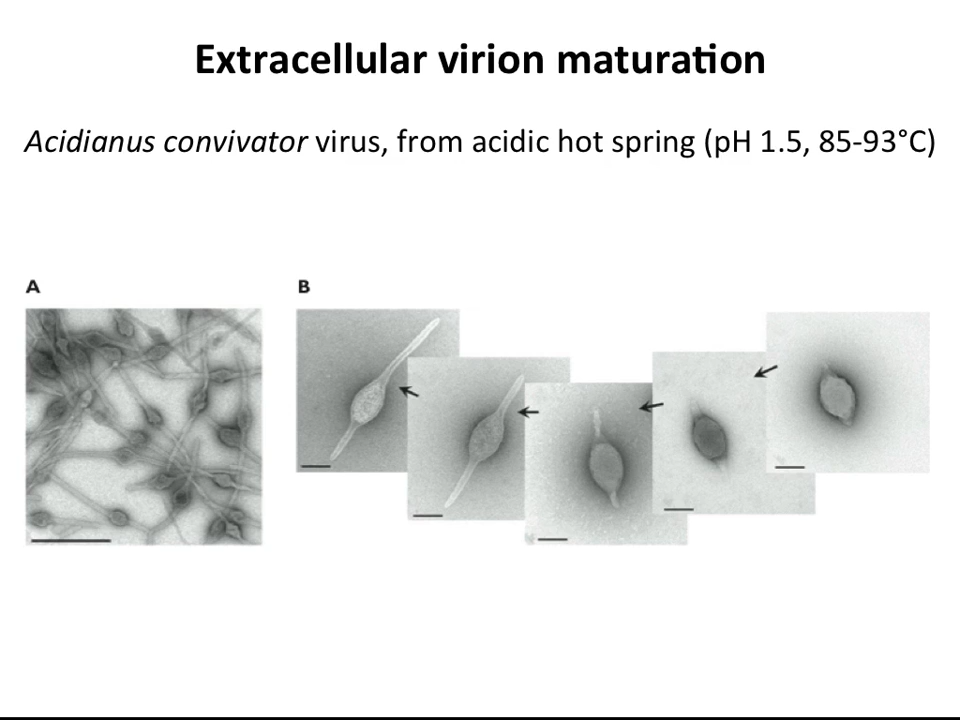 Extracellular virion maturation
Acidianus convivator virus, from acidic hot spring (pH 1.5, 85-93°C)
A
B